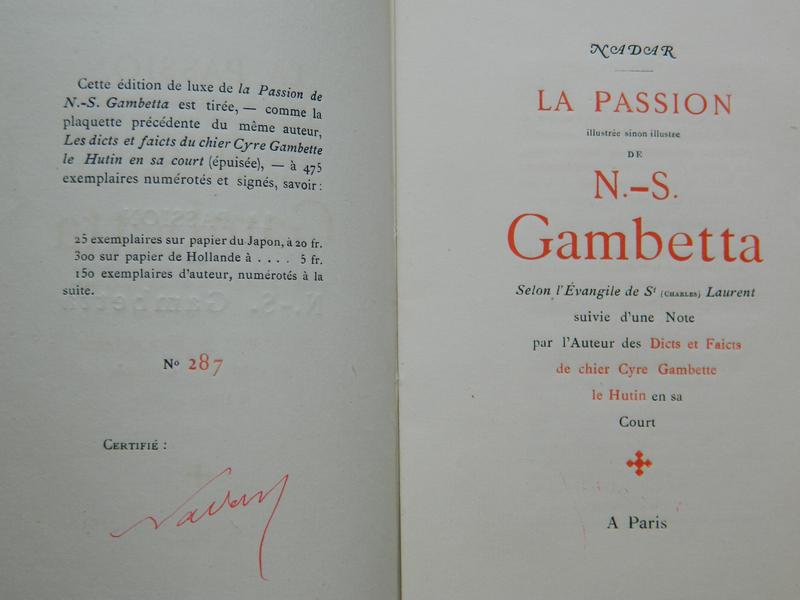 Cette édition de luxe de la Passion de
N.-S. Gambetta est tirée, — comme la
plaquette précédente du même auteur,
Les dicts et faicts du chier Cyre Gambette
le Hutin en sa court (épuisée), — à 475
exemplaires numérotés et signés, savoir :
25 exemplaires sur papier du Japon, à 20 fr.
300 sur papier de Hollande à . . . . 5 fr.
150 exemplaires d'auteur, numérotés à la
suite.
No 287
Certifié :
Nadar
NADAR
LA PASSION
illustrée sinon illustre
DE
N.-S.
Gambetta
Selon l'Évangile de St (CHARLES) Laurent
suivie d'une Note
par l'Auteur des Dicts et Faicts
de chier Cyre Gambette
le Hutin en sa
Court
A Paris